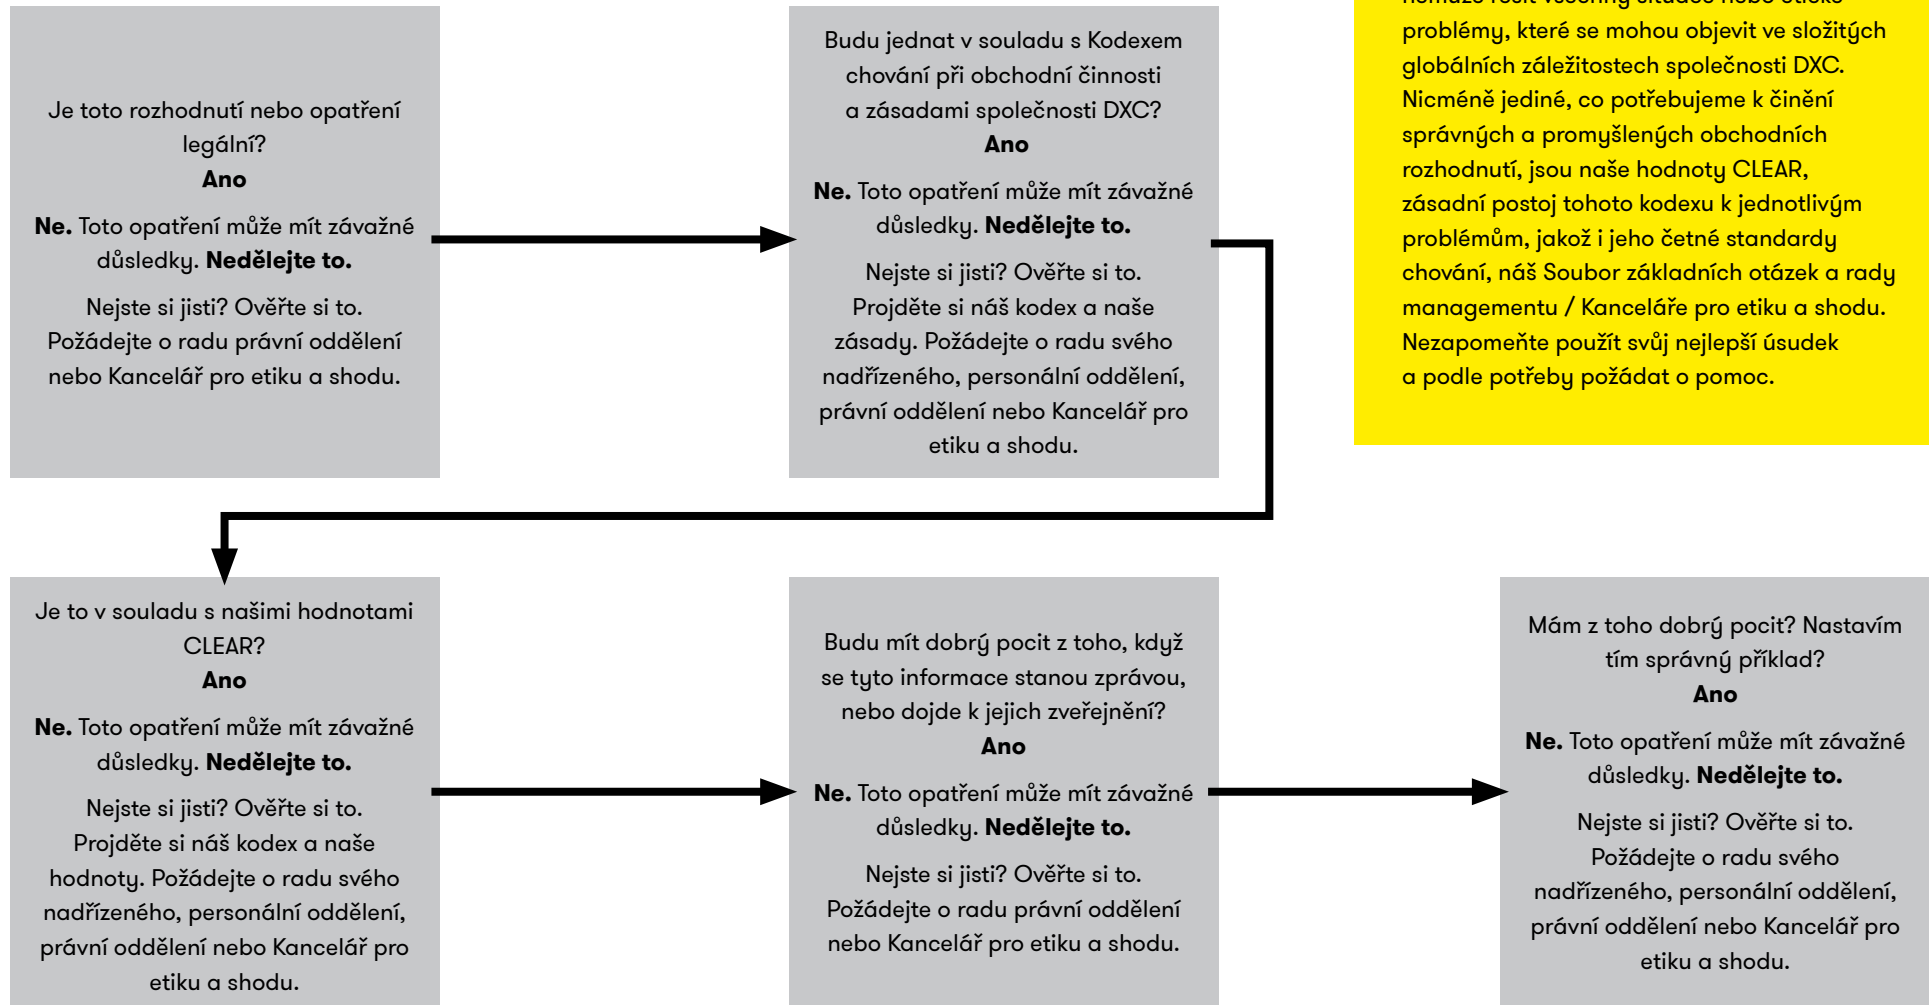 Je toto rozhodnutí nebo opatření
legální?
Ano
Ne. Toto opatření může mít závažné
důsledky. Nedělejte to.
Nejste si jisti? Ověřte si to.
Požádejte o radu právní oddělení
nebo Kancelář pro etiku a shodu.
Budu jednat v souladu s Kodexem
chování při obchodní činnosti
a zásadami společnosti DXC?
Ano
Ne. Toto opatření může mít závažné
důsledky. Nedělejte to.
Nejste si jisti? Ověřte si to.
Projděte si náš kodex a naše
zásady. Požádejte o radu svého
nadřízeného, personální oddělení,
právní oddělení nebo Kancelář pro
etiku a shodu.
nemůže řešit všechny situace nebo etické
problémy, které se mohou objevit ve složitých
globálních záležitostech společnosti DXC.
Nicméně jediné, co potřebujeme k činění
správných a promyšlených obchodních
rozhodnutí, jsou naše hodnoty CLEAR,
zásadní postoj tohoto kodexu k jednotlivým
problémům, jakož i jeho četné standardy
chování, náš Soubor základních otázek a rady
managementu / Kanceláře pro etiku a shodu.
Nezapomeňte použít svůj nejlepší úsudek
a podle potřeby požádat o pomoc.
Je to v souladu s našimi hodnotami
CLEAR?
Ano
Ne. Toto opatření může mít závažné
důsledky. Nedělejte to.
Nejste si jisti? Ověřte si to.
Projděte si náš kodex a naše
hodnoty. Požádejte o radu svého
nadřízeného, personální oddělení,
právní oddělení nebo Kancelář pro
etiku a shodu.
Budu mít dobrý pocit z toho, když
se tyto informace stanou zprávou,
nebo dojde k jejich zveřejnění?
Ano
Ne. Toto opatření může mít závažné
důsledky. Nedělejte to.
Nejste si jisti? Ověřte si to.
Požádejte o radu právní oddělení
nebo Kancelář pro etiku a shodu.
Mám z toho dobrý pocit? Nastavím
tím správný příklad?
Ano
Ne. Toto opatření může mít závažné
důsledky. Nedělejte to.
Nejste si jisti? Ověřte si to.
Požádejte o radu svého
nadřízeného, personální oddělení,
právní oddělení nebo Kancelář pro
etiku a shodu.